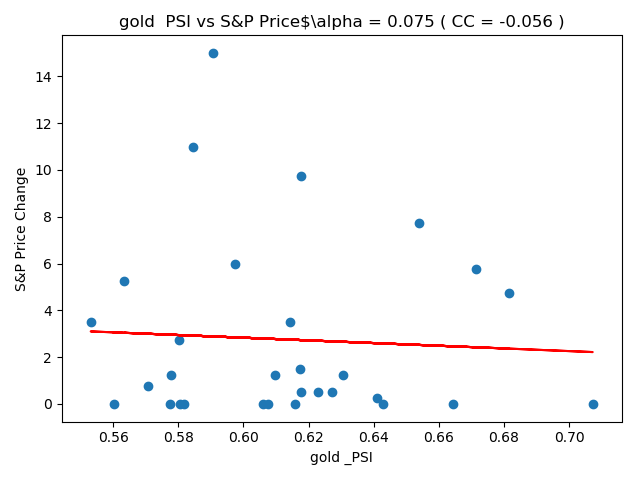 gold  PSI vs S&P Price$\alpha = 0.075 ( CC = -0.056 )
14
12
10
8
6
4
2
0
S&P Price Change
0.56 0.58 0.60 0.62 0.64 0.66 0.68 0.70
gold _PSI